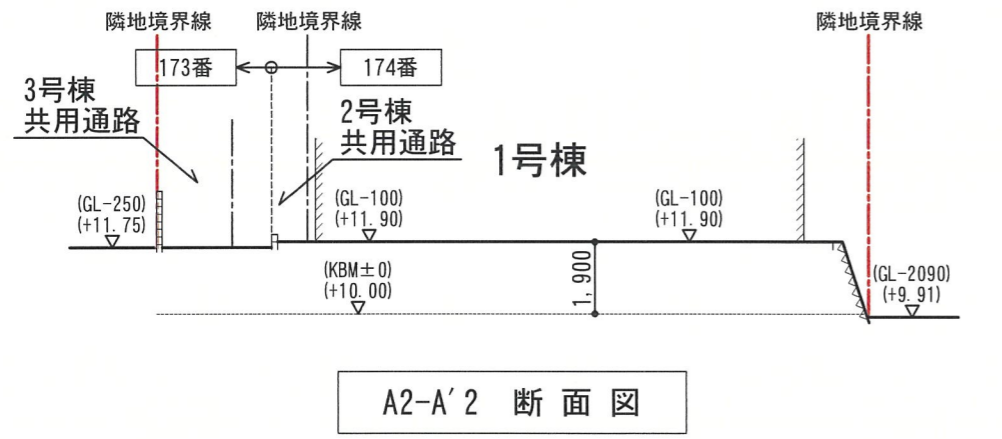 隣地境界線
隣地境界線
隣地境界線
173番
174番
3号棟
共用通路
2号棟
共用通路
1号棟
(GL-250)
(+11.75)
(GL-100)
(+11.90)
(GL-100)
(+11.90)
(KBM±0)
(+10.00)
1,900
(GL-2090)
(+9.91)
A2-A'2 断面図